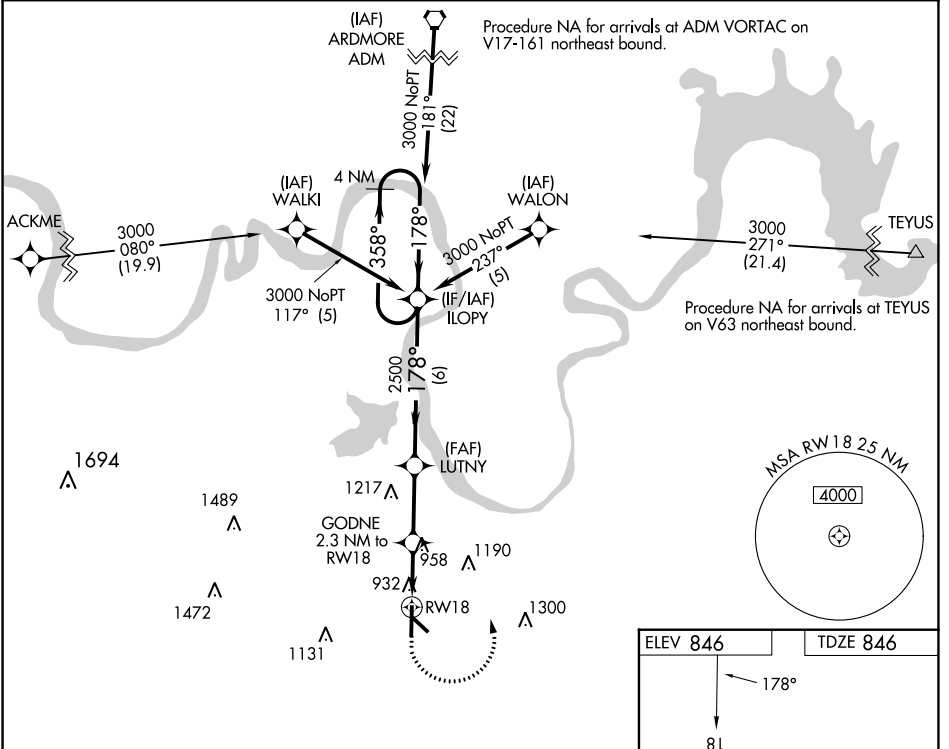 (IAF)
ARDMORE
ADM
Procedure NA for arrivals at ADM VORTAC on
V17-161 northeast bound.
3000 NoPT
181°
(22)
4 NM
(IAF)
WALKI
(IAF)
WALON
ACKME
3000
080°
(19.9)
358°
178°
3000 NoPT
237°
(5)
3000
271°
(21.4)
TEYUS
3000 NoPT
117° (5)
(IF/IAF)
ILOPY
Procedure NA for arrivals at TEYUS
on V63 northeast bound.
2500
178°
(6)
(FAF)
LUTNY
1694
1489
1217
GODNE
2.3 NM to
RW18
958
1190
932
RW18
1472
1131
1300
MSA RW18 25 NM
4000
ELEV 846
TDZE 846
178°